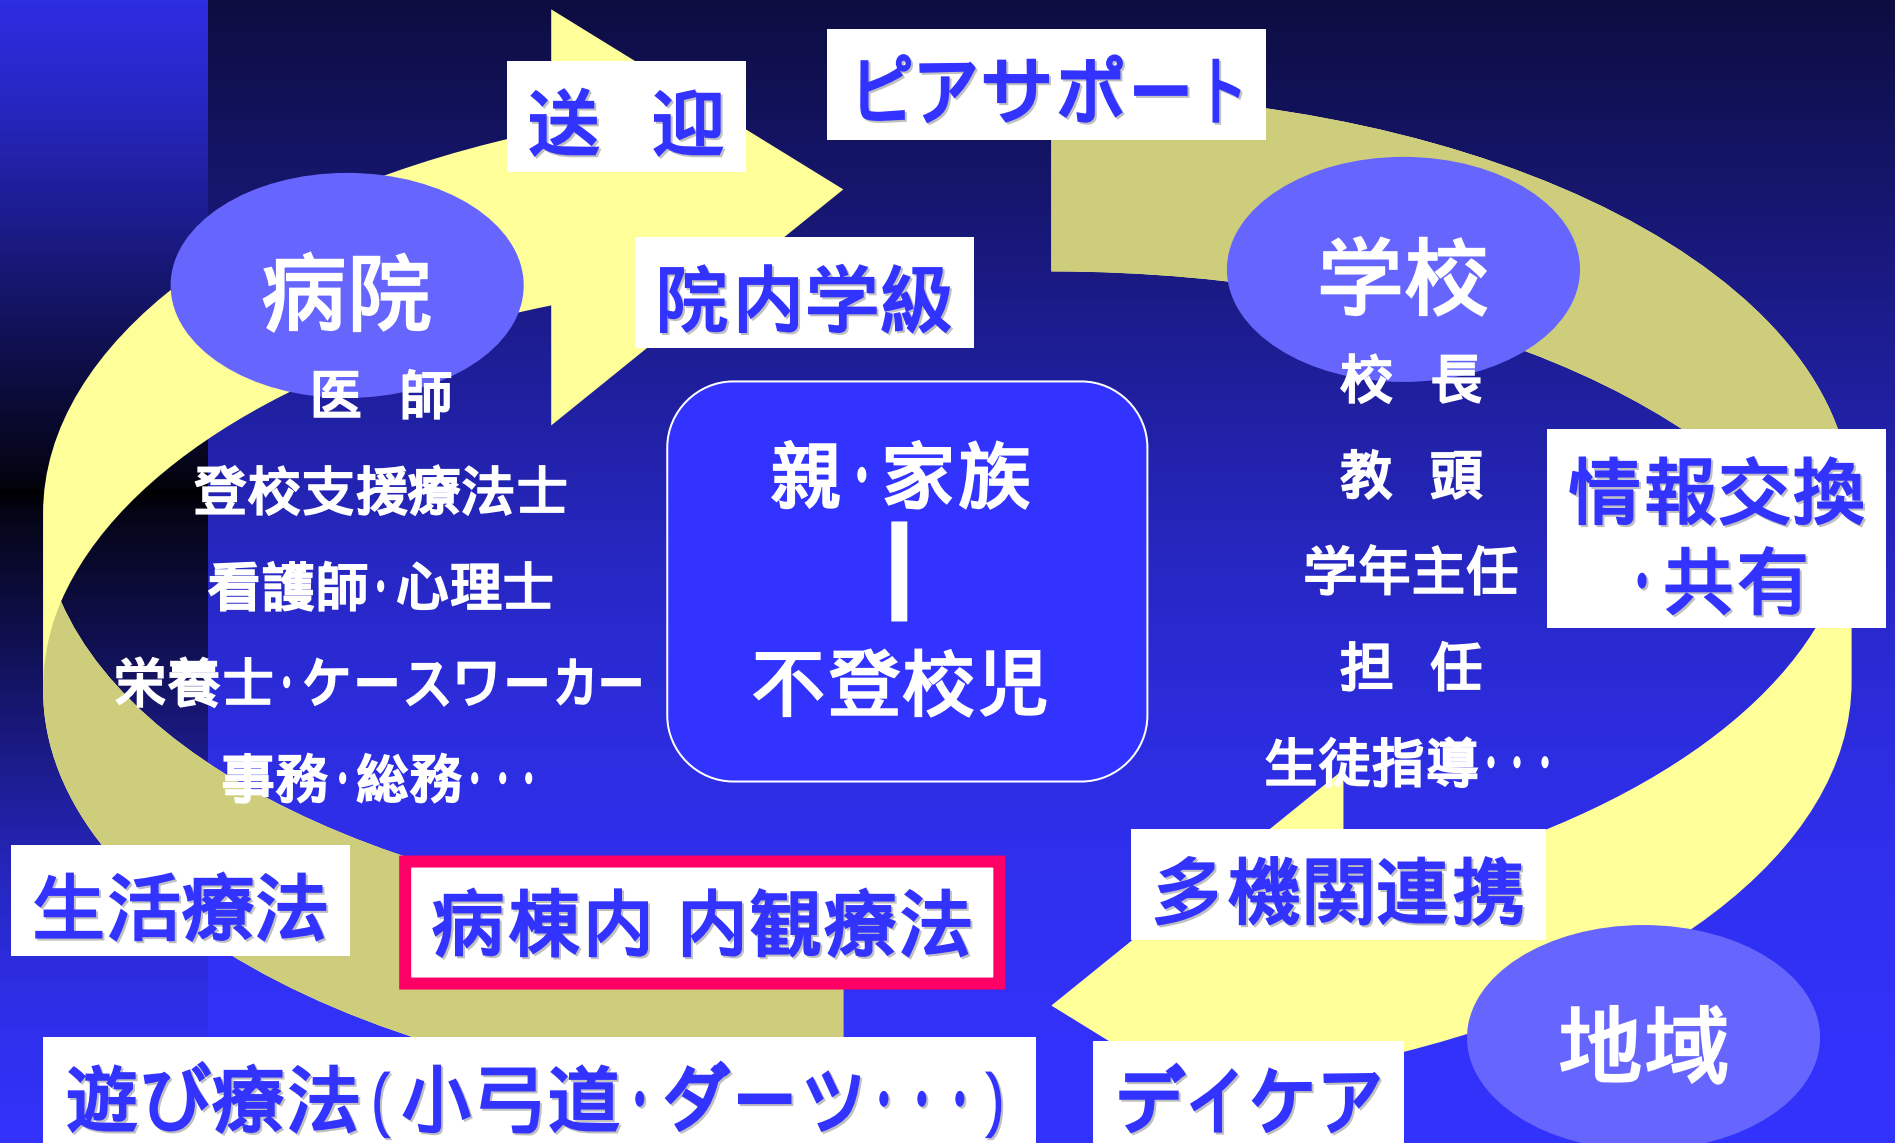 送 迎
ピアサポート
病院
院内学級
学校
医 師
登校支援療法士
看護師・心理士
栄養士・ケースワーカー
事務・総務・・・
親・家族
不登校児
校 長
教 頭
学年主任
担 任
生徒指導・・・
情報交換
・共有
生活療法
病棟内 内観療法
多機関連携
地域
遊び療法(小弓道・ダーツ・・・)
デイケア